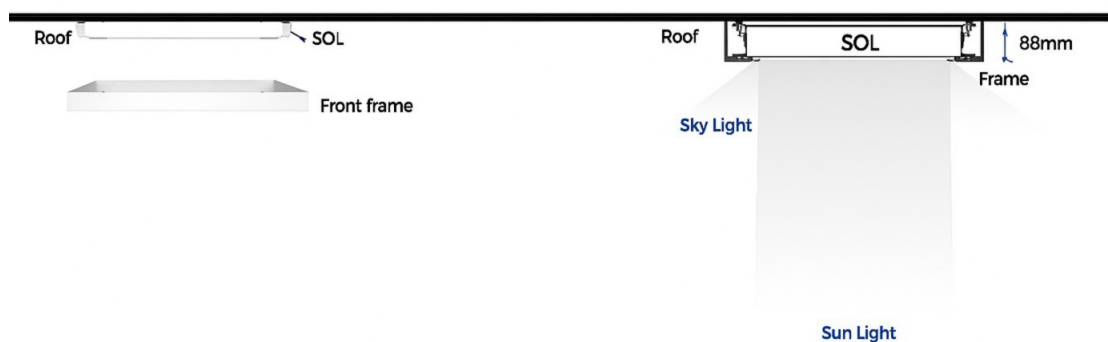 Roof
SOL
Front frame
Roof
SOL
88mm
Frame
Sky Light
Sun Light